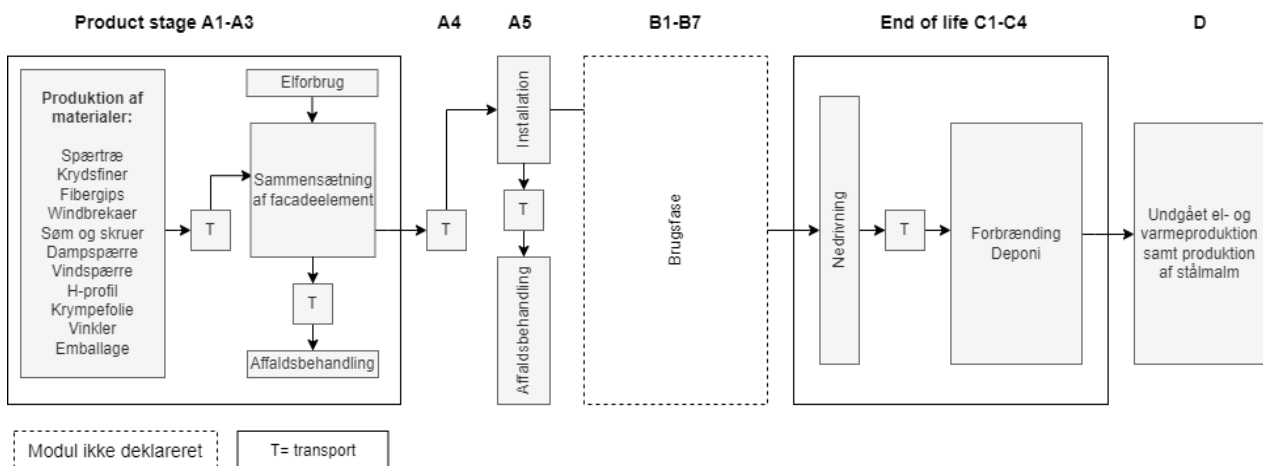 Product stage A1-A3
A4
A5
B1-B7
End of life C1-C4
D
Produktion af
materialer:
Spærtræ
Krydsfiner
Fibergips
Windbrekaer
Søm og skruer
Dampspærre
Vindspærre
H-profil
Krympefolie
Vinkler
Emballage
T
Elforbrug
Sammensætning
af facadeelement
T
Affaldsbehandling
T
Installation
T
Affaldsbehandling
Brugsfase
Nedrivning
T
Forbrænding
Deponi
Undgået el- og
varmeproduktion
samt produktion
af stålmalm
Modul ikke deklareret
T= transport